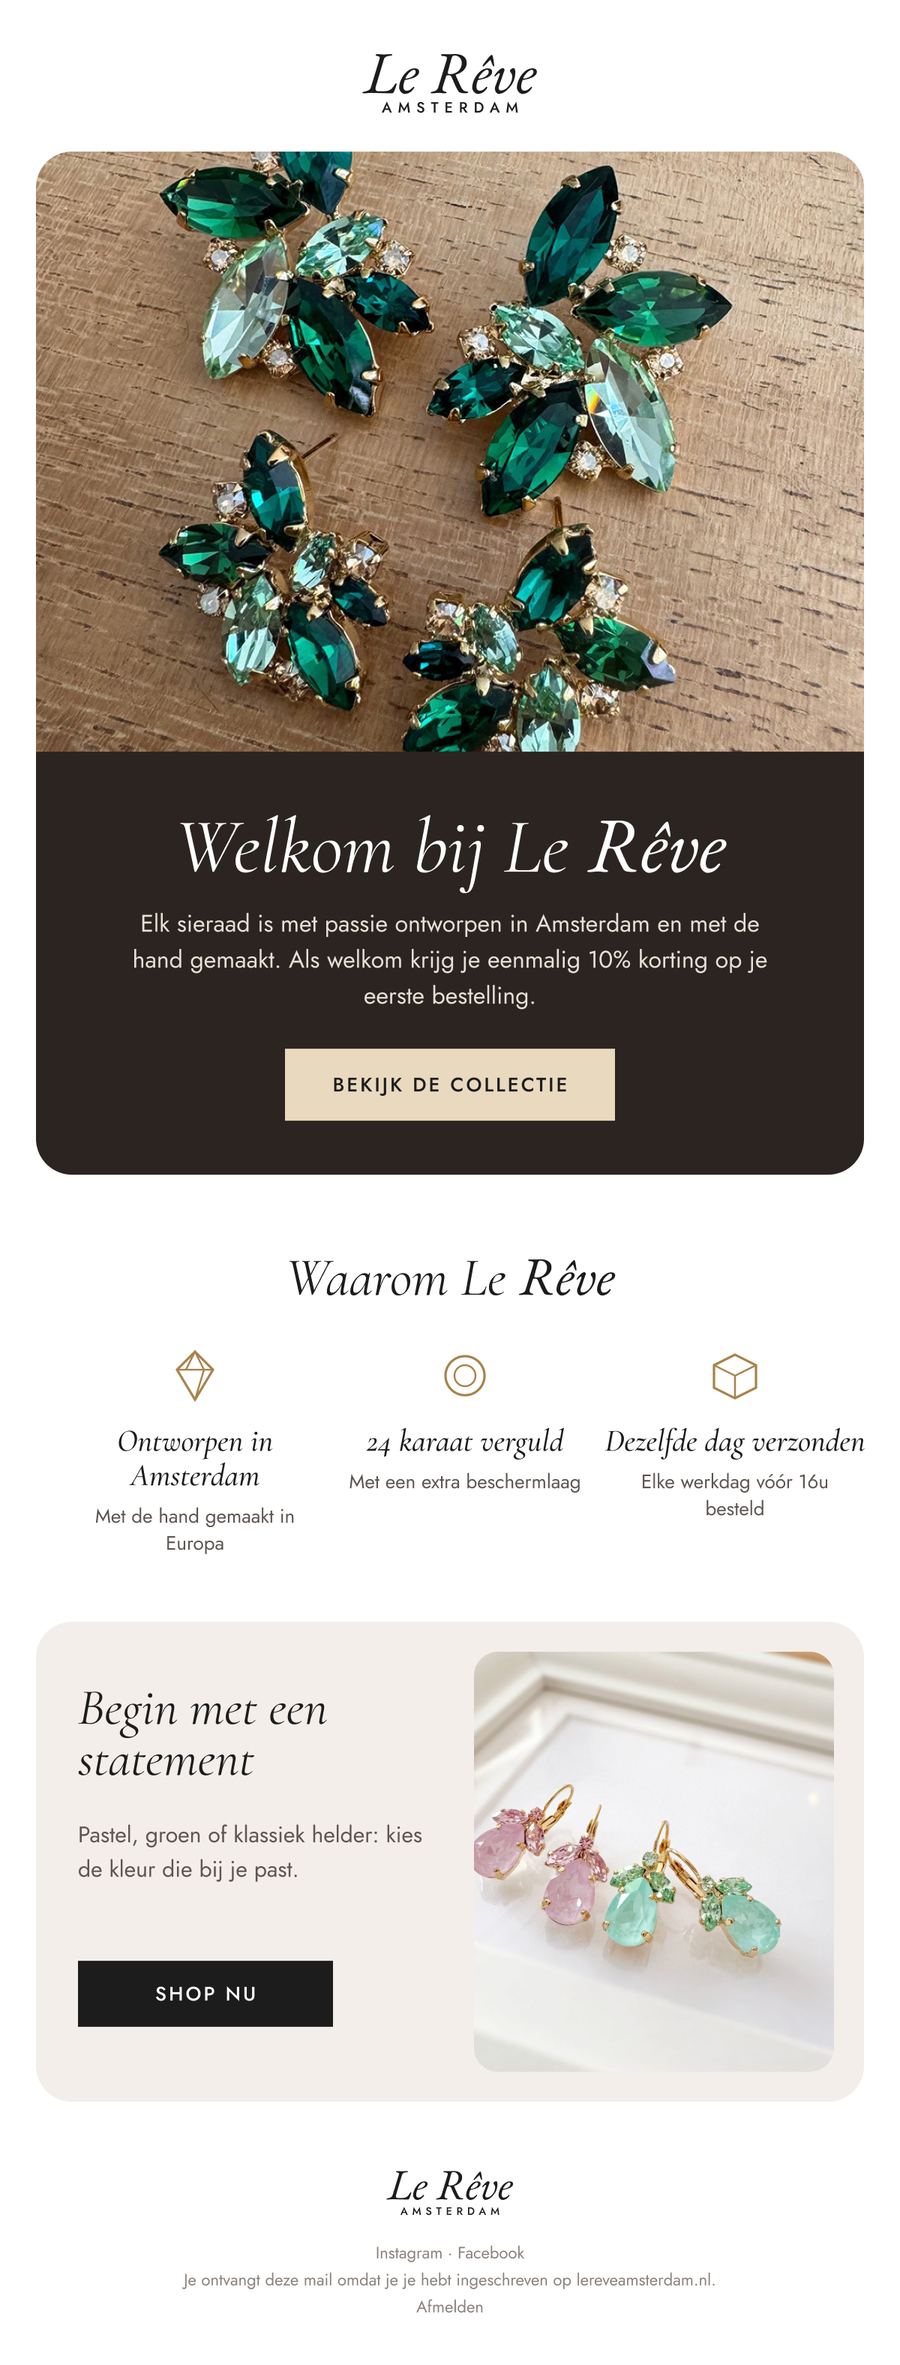 Le Rêve
AMSTERDAM
Welkom bij Le Rêve
Elk sieraad is met passie ontworpen in Amsterdam en met de
hand gemaakt. Als welkom krijg je eenmalig 10% korting op je
eerste bestelling.
BEKIJK DE COLLECTIE
Waarom Le Rêve
Ontworpen in
Amsterdam
Met de hand gemaakt in
Europa
24 karaat verguld
Met een extra beschermlaag
Dezelfde dag verzonden
Elke werkdag vóór 16u
besteld
Begin met een
statement
Pastel, groen of klassiek helder: kies
de kleur die bij je past.
SHOP NU
Le Rêve
AMSTERDAM
Instagram · Facebook
Je ontvangt deze mail omdat je je hebt ingeschreven op lereveamsterdam.nl.
Afmelden